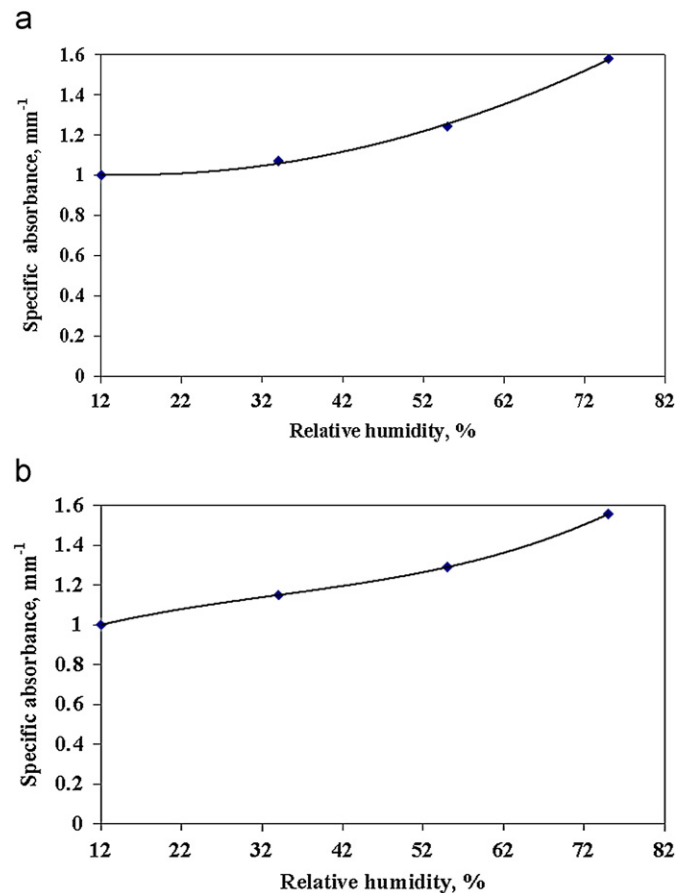 a
1.6
1.4
1.2
1
0.8
0.6
0.4
0.2
0
Specific absorbance, mm-1
12 22 32 42 52 62 72 82
Relative humidity, %
b
1.6
1.4
1.2
1
0.8
0.6
0.4
0.2
0
Specific absorbance, mm-1
12 22 32 42 52 62 72 82
Relative humidity, %